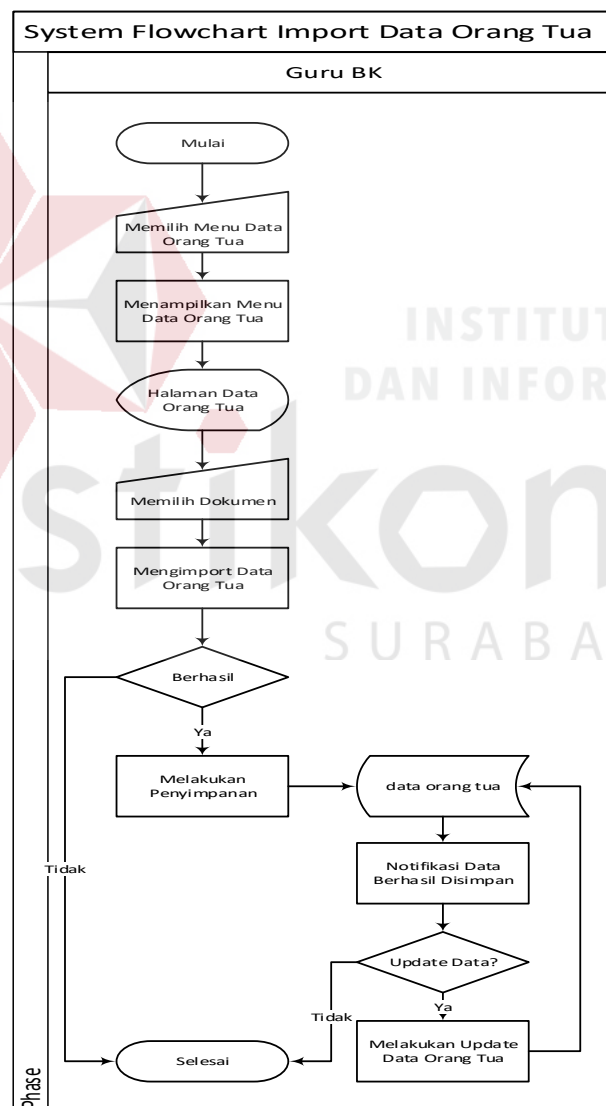 System Flowchart Import Data Orang Tua
Guru BK
Mulai
Memilih Menu Data
Orang Tua
Menampilkan Menu
Data Orang Tua
Halaman Data
Orang Tua
Memilih Dokumen
Mengimport Data
Orang Tua
Berhasil
Ya
Melakukan
Penyimpanan
data orang tua
Tidak
Notifikasi Data
Berhasil Disimpan
Update Data?
Ya
Tidak
Melakukan Update
Data Orang Tua
Selesai
Phase
INSTITUT
DAN INFOR
stikom
SURABA